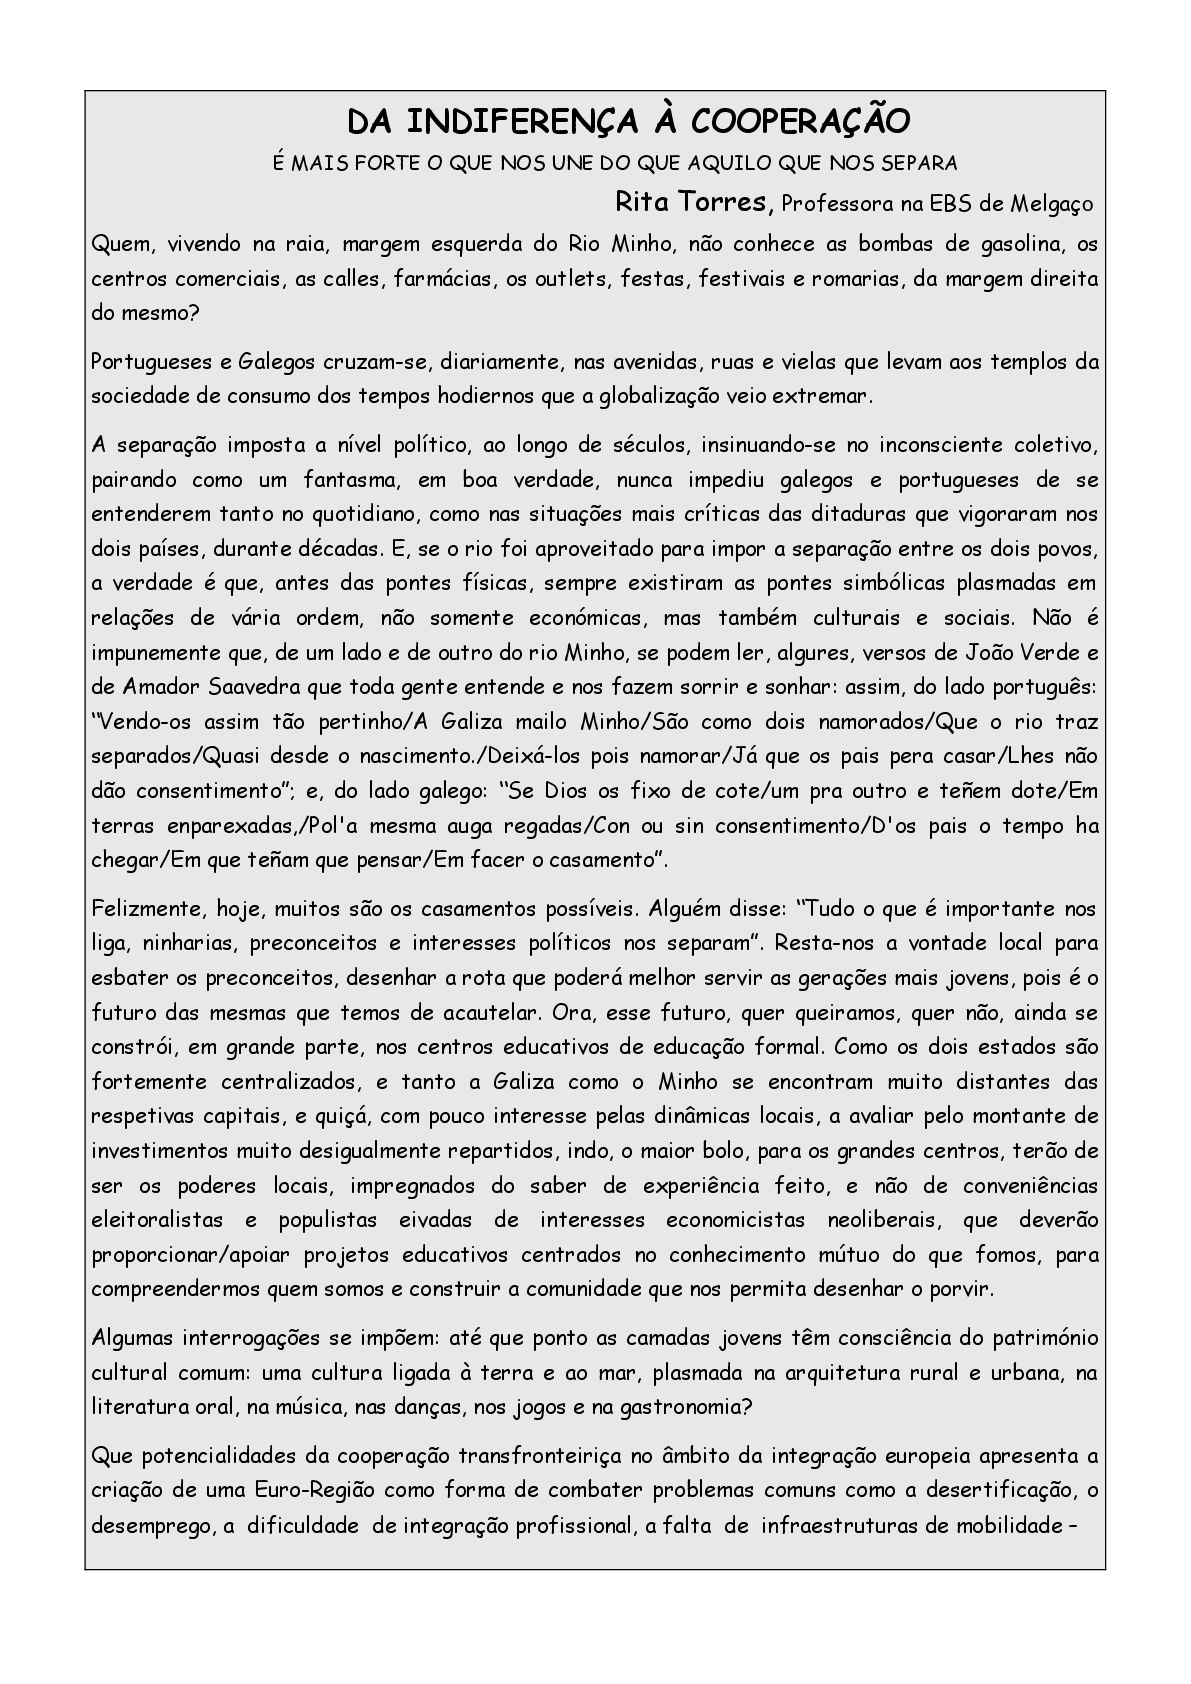 DA INDIFERENÇA À COOPERAÇÃO
É MAIS FORTE O QUE NOS UNE DO QUE AQUILO QUE NOS SEPARA
Rita Torres, Professora na EBS de Melgaço
Quem, vivendo na raia, margem esquerda do Rio Minho, não conhece as bombas de gasolina, os
centros comerciais, as calles, farmácias, os outlets, festas, festivais e romarias, da margem direita
do mesmo?
Portugueses e Galegos cruzam-se, diariamente, nas avenidas, ruas e vielas que levam aos templos da
sociedade de consumo dos tempos hodiernos que a globalização veio extremar.
A separação imposta a nível político, ao longo de séculos, insinuando-se no inconsciente coletivo,
pairando como um fantasma, em boa verdade, nunca impediu galegos e portugueses de se
entenderem tanto no quotidiano, como nas situações mais críticas das ditaduras que vigoraram nos
dois países, durante décadas. E, se o rio foi aproveitado para impor a separação entre os dois povos,
a verdade é que, antes das pontes físicas, sempre existiram as pontes simbólicas plasmadas em
relações de vária ordem, não somente económicas, mas também culturais e sociais. Não é
impunemente que, de um lado e de outro do rio Minho, se podem ler, algures, versos de João Verde e
de Amador Saavedra que toda gente entende e nos fazem sorrir e sonhar: assim, do lado português:
“Vendo-os assim tão pertinho/A Galiza mailo Minho/São como dois namorados/Que o rio traz
separados/Quasi desde o nascimento./Deixá-los pois namorar/Já que os pais pera casar/Lhes não
dão consentimento”; e, do lado galego: “Se Dios os fixo de cote/um pra outro e teñem dote/Em
terras enparexadas,/Pol'a mesma auga regadas/Con ou sin consentimento/D'os pais o tempo ha
chegar/Em que teñam que pensar/Em facer o casamento”.
Felizmente, hoje, muitos são os casamentos possíveis. Alguém disse: “Tudo o que é importante nos
liga, ninharias, preconceitos e interesses políticos nos separam”. Resta-nos a vontade local para
esbater os preconceitos, desenhar a rota que poderá melhor servir as gerações mais jovens, pois é o
futuro das mesmas que temos de acautelar. Ora, esse futuro, quer queiramos, quer não, ainda se
constrói, em grande parte, nos centros educativos de educação formal. Como os dois estados são
fortemente centralizados, e tanto a Galiza como o Minho se encontram muito distantes das
respetivas capitais, e quiçá, com pouco interesse pelas dinâmicas locais, a avaliar pelo montante de
investimentos muito desigualmente repartidos, indo, o maior bolo, para os grandes centros, terão de
ser os poderes locais, impregnados do saber de experiência feito, e não de conveniências
eleitoralistas e populistas eivadas de interesses economicistas neoliberais, que deverão
proporcionar/apoiar projetos educativos centrados no conhecimento mútuo do que fomos, para
compreendermos quem somos e construir a comunidade que nos permita desenhar o porvir.
Algumas interrogações se impõem: até que ponto as camadas jovens têm consciência do património
cultural comum: uma cultura ligada à terra e ao mar, plasmada na arquitetura rural e urbana, na
literatura oral, na música, nas danças, nos jogos e na gastronomia?
Que potencialidades da cooperação transfronteiriça no âmbito da integração europeia apresenta a
criação de uma Euro-Região como forma de combater problemas comuns como a desertificação, o
desemprego, a dificuldade de integração profissional, a falta de infraestruturas de mobilidade –